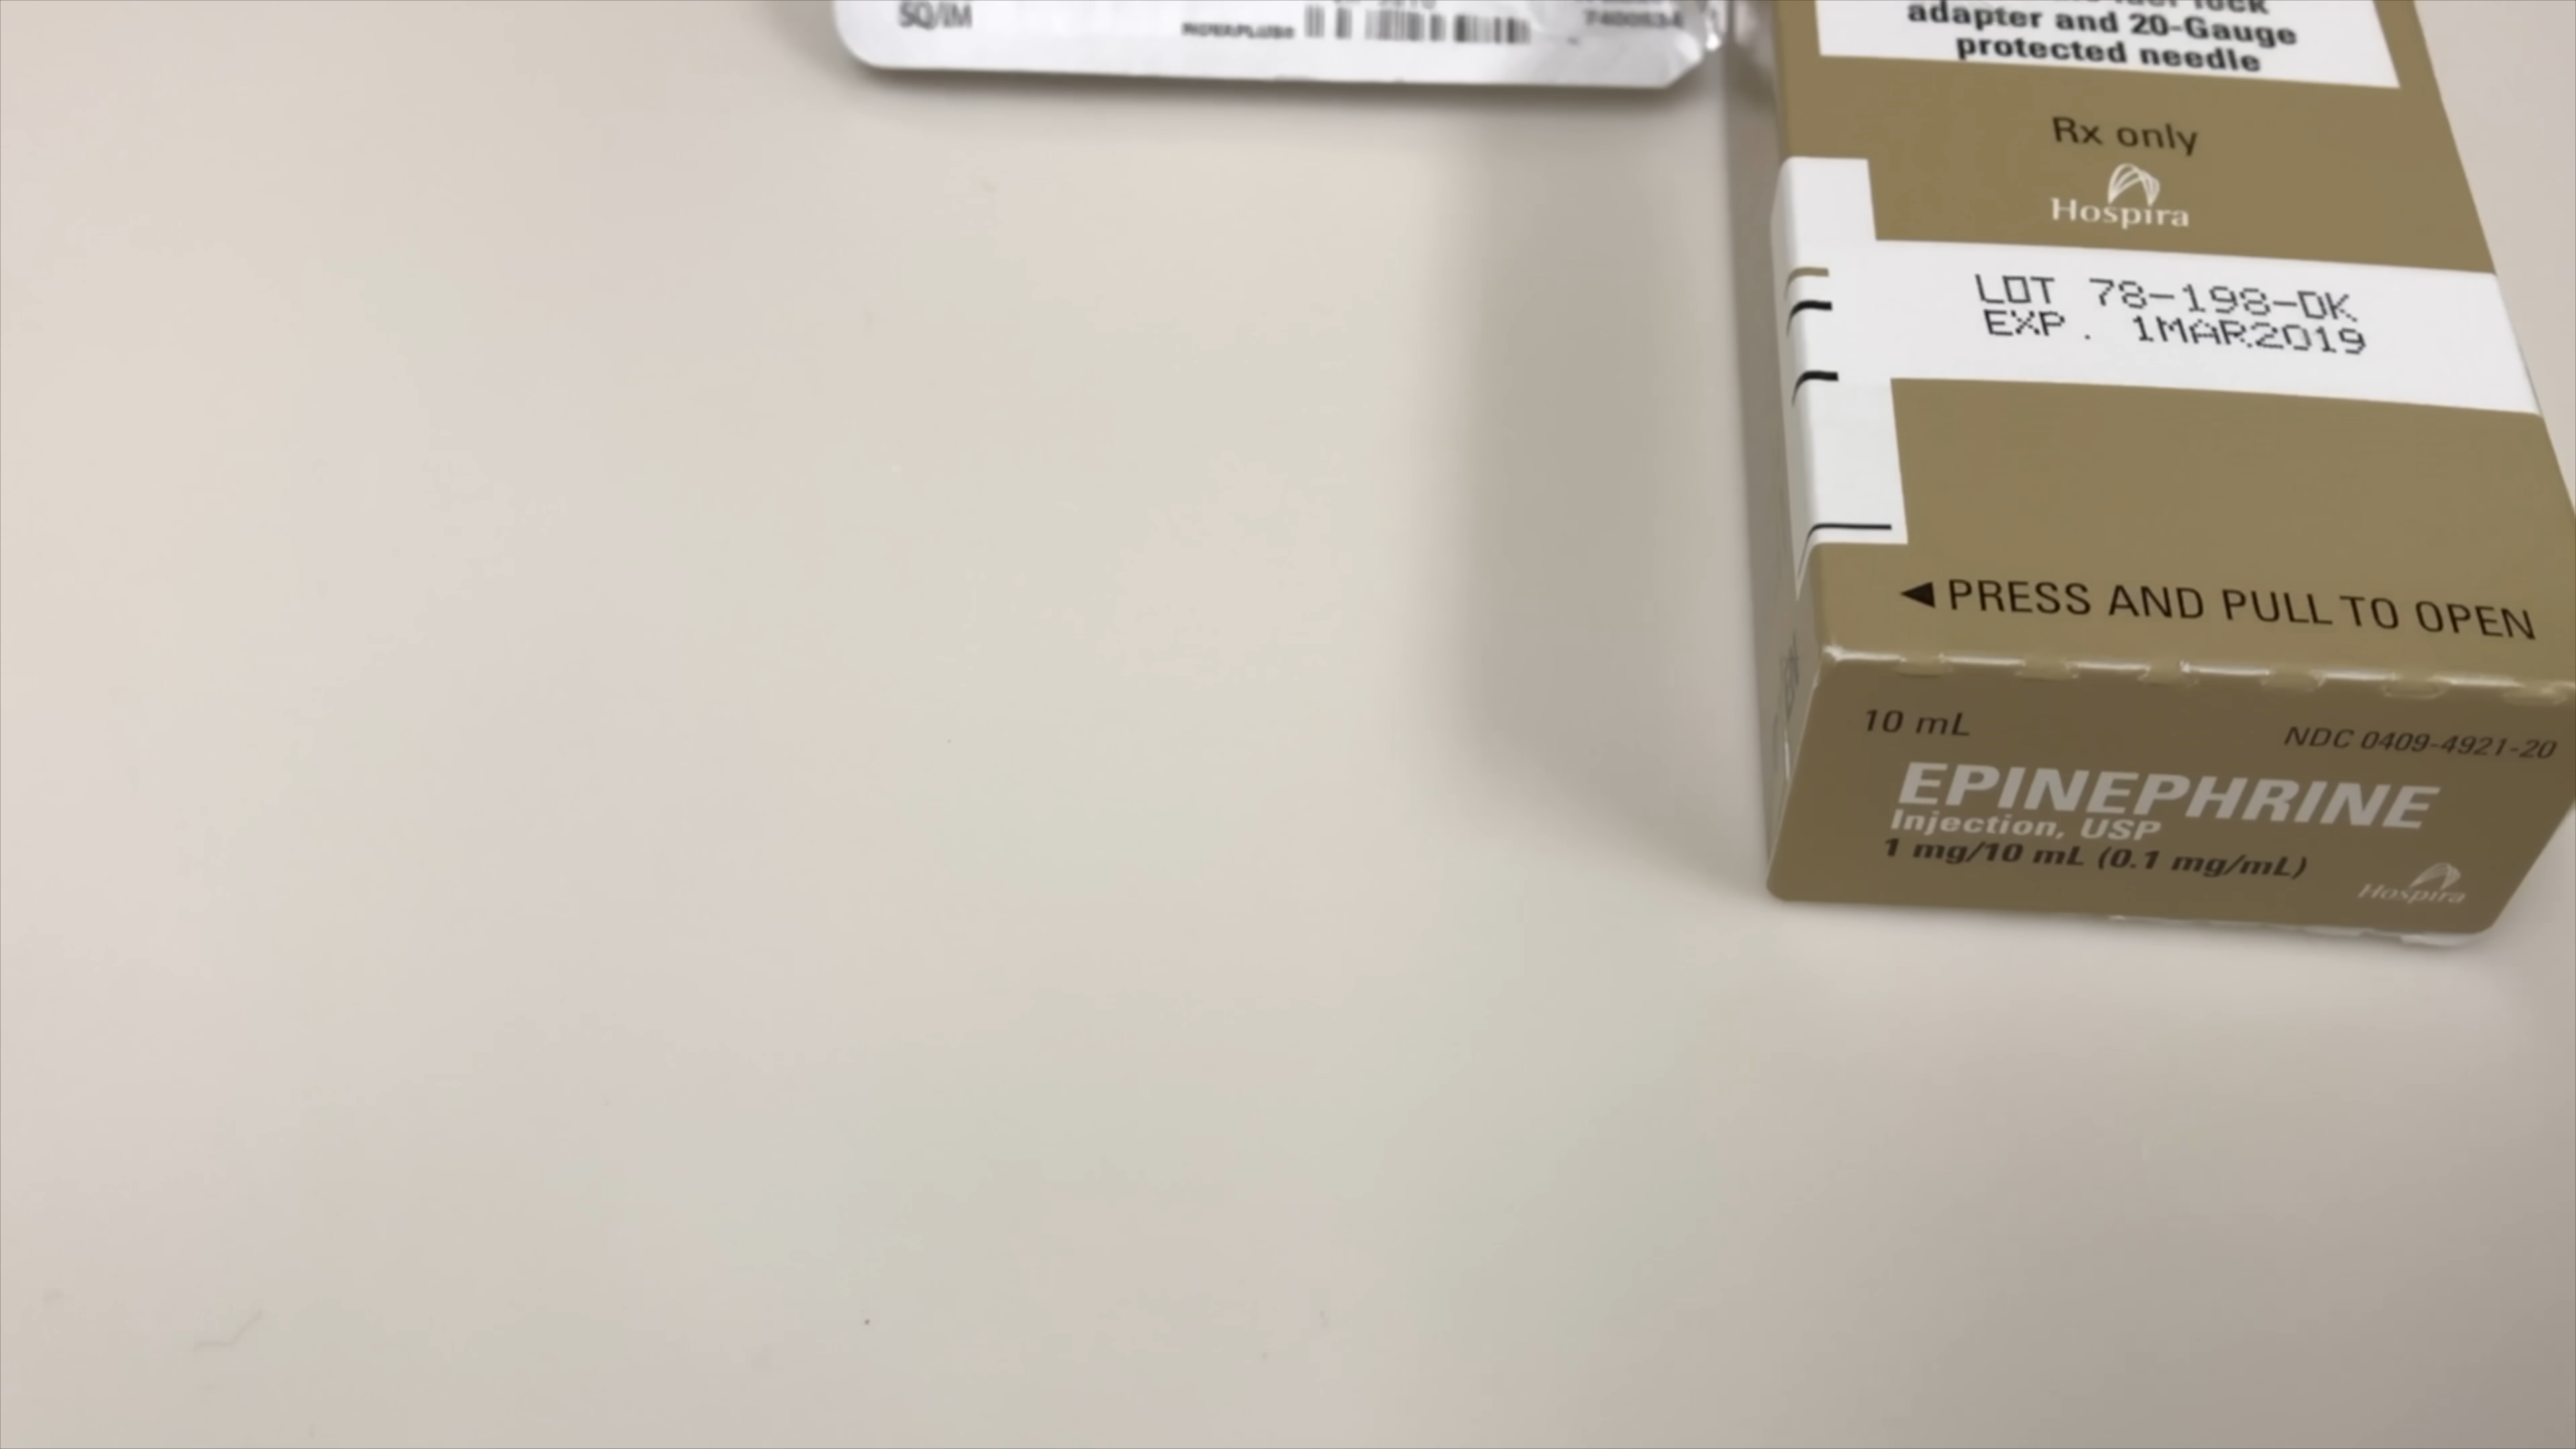 SQ/IM
adapter and 20-Gauge
protected needle
Rx only
Hospira
LOT 78-198-DK
EXP. 1MAR2019
◄PRESS AND PULL TO OPEN
10 mL
NDC 0409-4921-20
EPINEPHRINE
Injection, USP
1 mg/10 mL (0.1 mg/mL)
Hospira